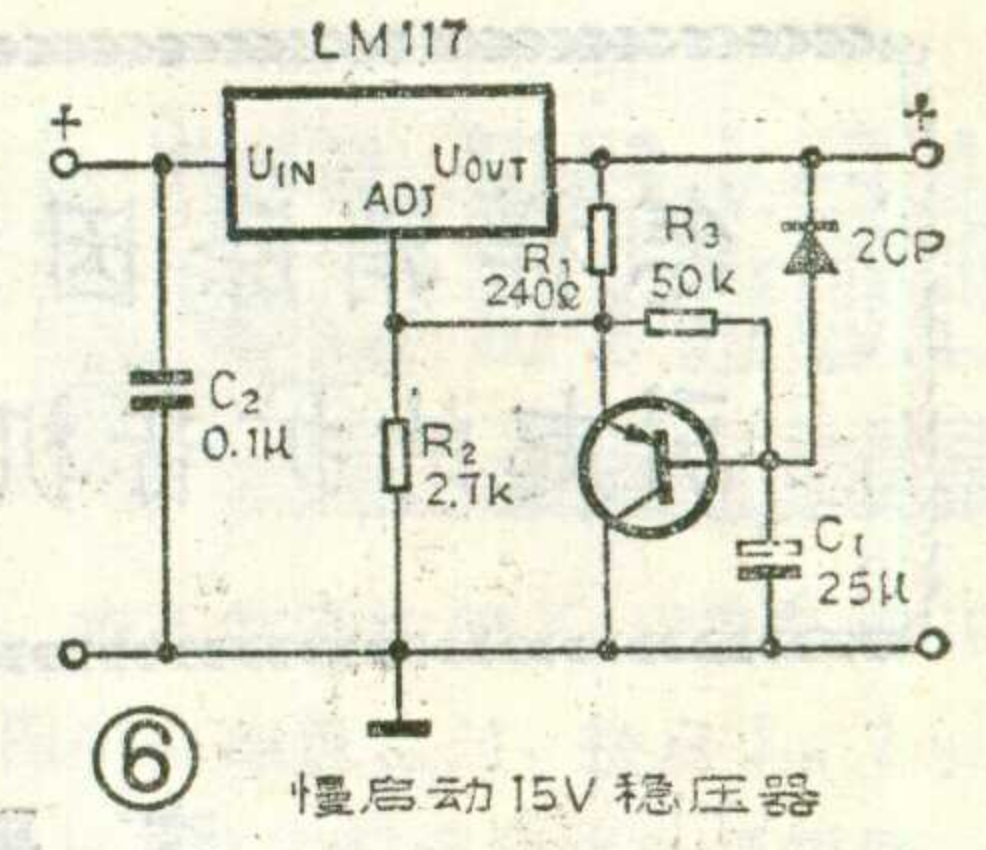 LM117
+
+
UIN
UOUT
ADJ
R1
240Ω
R3
50k
2CP
C2
0.1μ
R2
2.7k
C1
25μ
⑥
慢启动15V稳压器